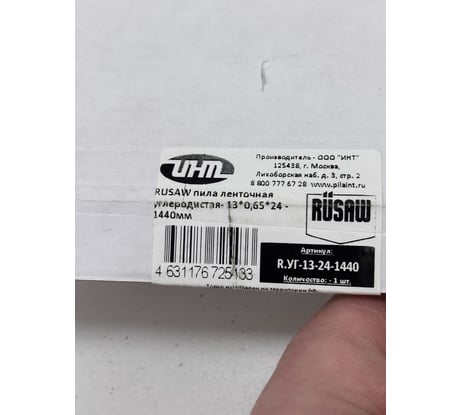 ИНТ
Производитель - ООО "ИНТ"
125438, г. Москва,
Лихоборская наб. д. 3, стр. 2
8 800 777 67 28 www.pilaint.ru
RUSAW пила ленточная
углеродистая- 13*0,65*24 -
1440мм
RÜSAW
Артикул:
R.УГ-13-24-1440
Количество: - 1 шт.
4 631176 725133